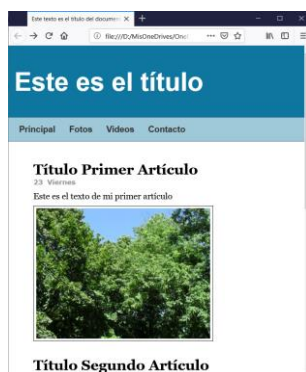 Este texto es el título del documen
file:///D:/MisOneDrives/One
Este es el título
Principal Fotos Videos Contacto
Título Primer Artículo
23 Viernes
Este es el texto de mi primer artículo
Título Segundo Artículo